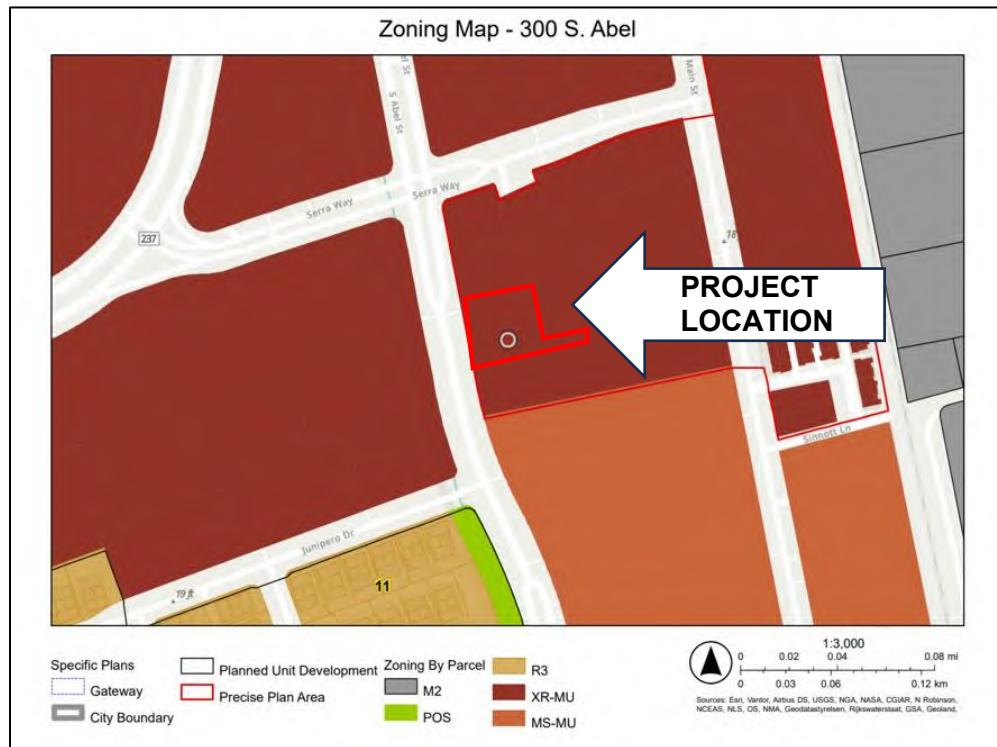 Zoning Map - 300 S. Abel
Main St
S Abel St
Serra Way
Serra Way
237
PROJECT
LOCATION
Sinnott Ln
Junipero Dr
11
19 ft
Specific Plans
Gateway
City Boundary
Planned Unit Development
Precise Plan Area
Zoning By Parcel
M2
POS
R3
XR-MU
MS-MU
1:3,000
0 0.02 0.04 0.08 mi
0 0.03 0.06 0.12 km
Sources: Esri, Vantor, Airbus DS, USGS, NGA, NASA, CGIAR, N Robinson,
NCEAS, NLS, OS, NMA, Geodatastyrelsen, Rijkswaterstaat, GSA, Geoland,